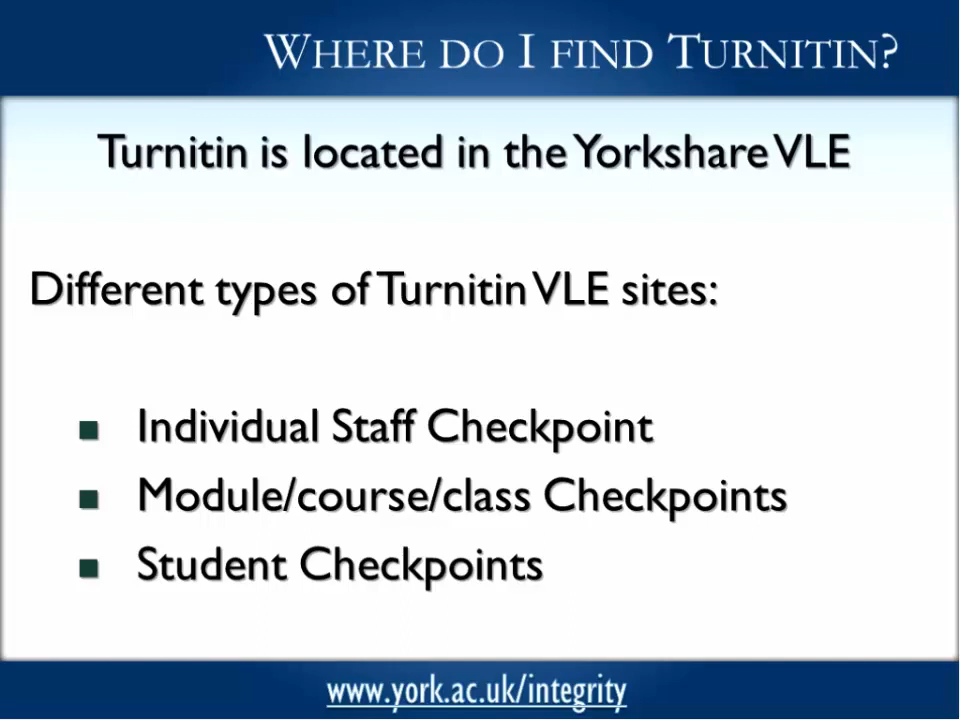 WHERE DO I FIND TURNITIN?
Turnitin is located in the Yorkshare VLE
Different types of Turnitin VLE sites:
Individual Staff Checkpoint
Module/course/class Checkpoints
Student Checkpoints
www.york.ac.uk/integrity